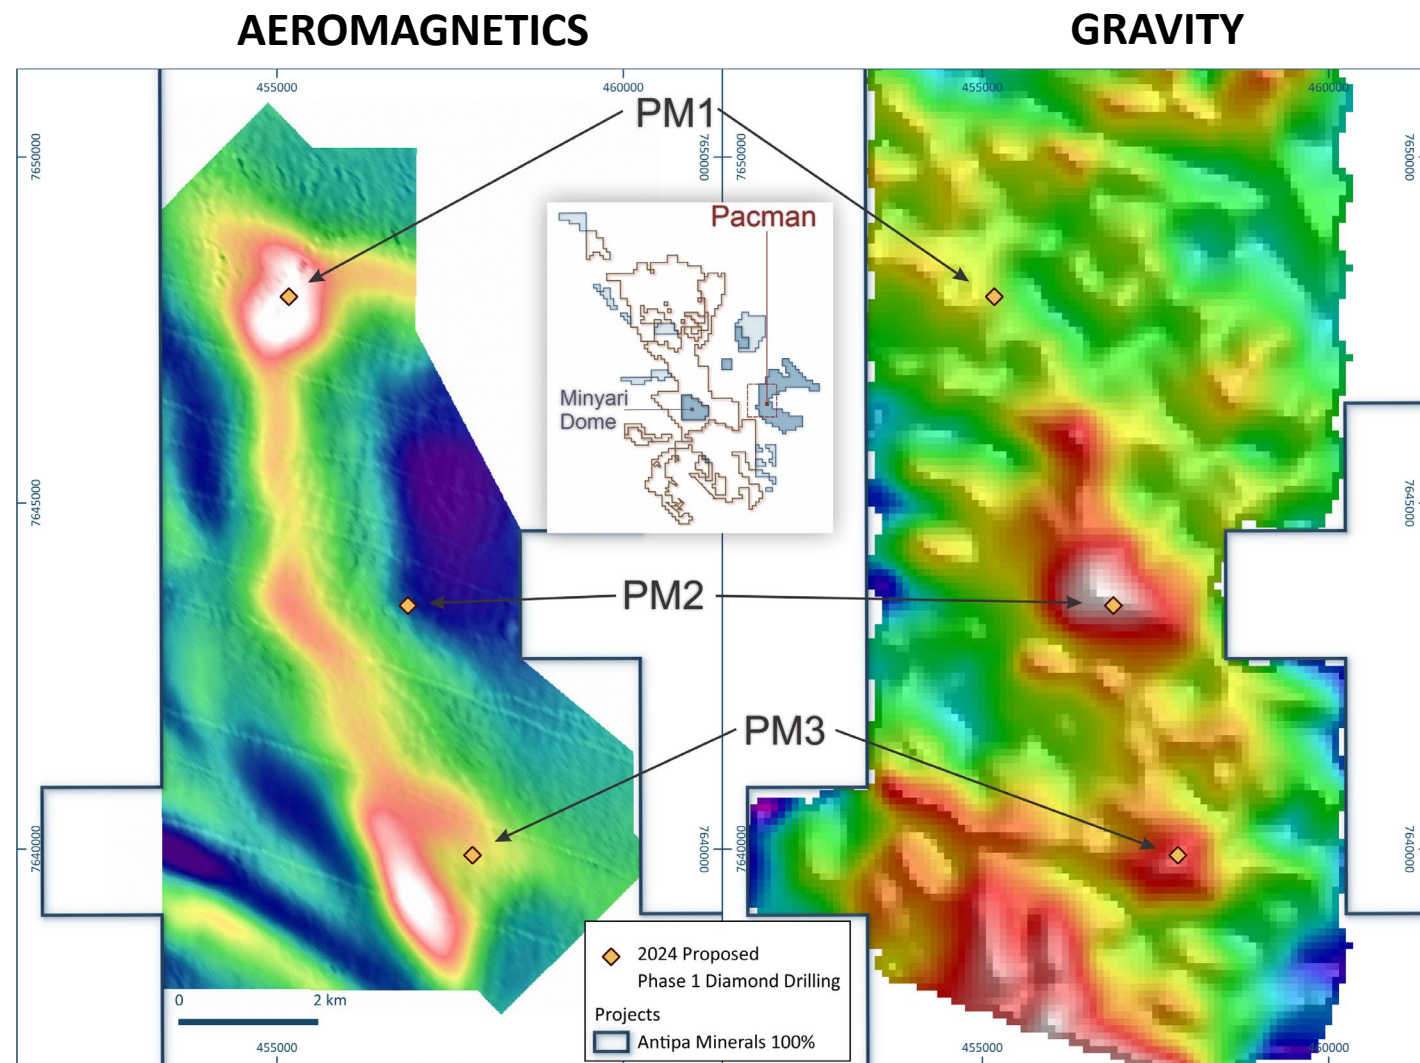 AEROMAGNETICS
GRAVITY
455000
460000
455000
460000
PM1
7650000
7650000
7650000
7650000
Pacman
Minyari
Dome
7645000
7645000
PM2
PM3
7640000
7640000
7640000
7640000
2024 Proposed
Phase 1 Diamond Drilling
Projects
Antipa Minerals 100%
0
2 km
455000
455000
460000